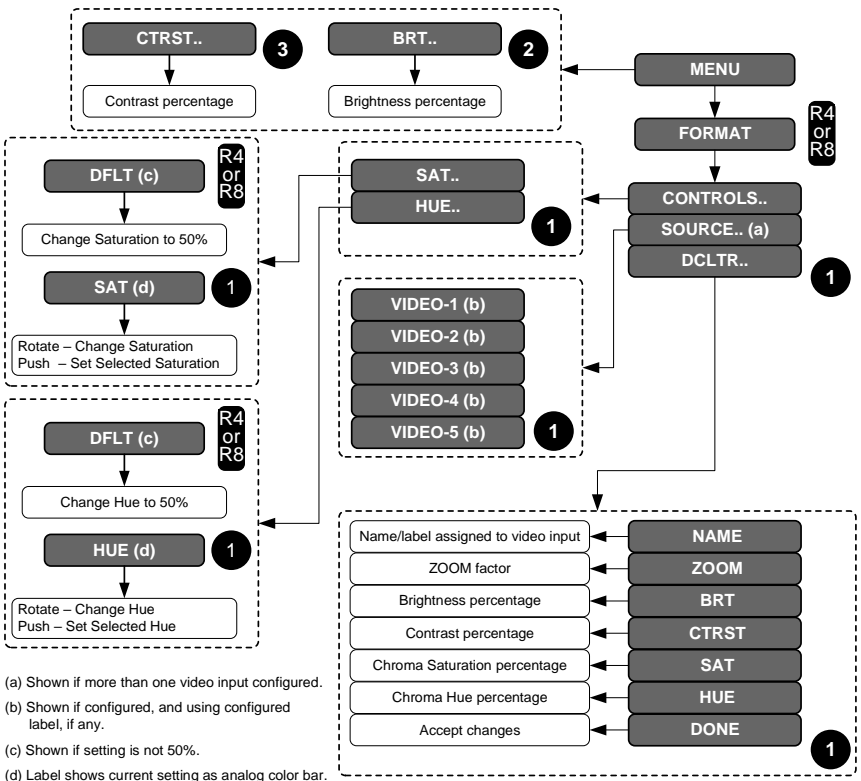 CTRST..
3
BRT..
2
MENU
Contrast percentage
Brightness percentage
FORMAT
R4
or
R8
DFLT (c)
R4
or
R8
Change Saturation to 50%
SAT (d)
1
Rotate – Change Saturation
Push – Set Selected Saturation
SAT..
HUE..
1
CONTROLS..
SOURCE.. (a)
DCLTR..
1
VIDEO-1 (b)
VIDEO-2 (b)
VIDEO-3 (b)
VIDEO-4 (b)
VIDEO-5 (b)
1
DFLT (c)
R4
or
R8
Change Hue to 50%
HUE (d)
1
Rotate – Change Hue
Push – Set Selected Hue
Name/label assigned to video input
NAME
ZOOM factor
ZOOM
Brightness percentage
BRT
Contrast percentage
CTRST
Chroma Saturation percentage
SAT
Chroma Hue percentage
HUE
Accept changes
DONE
1
(a) Shown if more than one video input configured.
(b) Shown if configured, and using configured
label, if any.
(c) Shown if setting is not 50%.
(d) Label shows current setting as analog color bar.